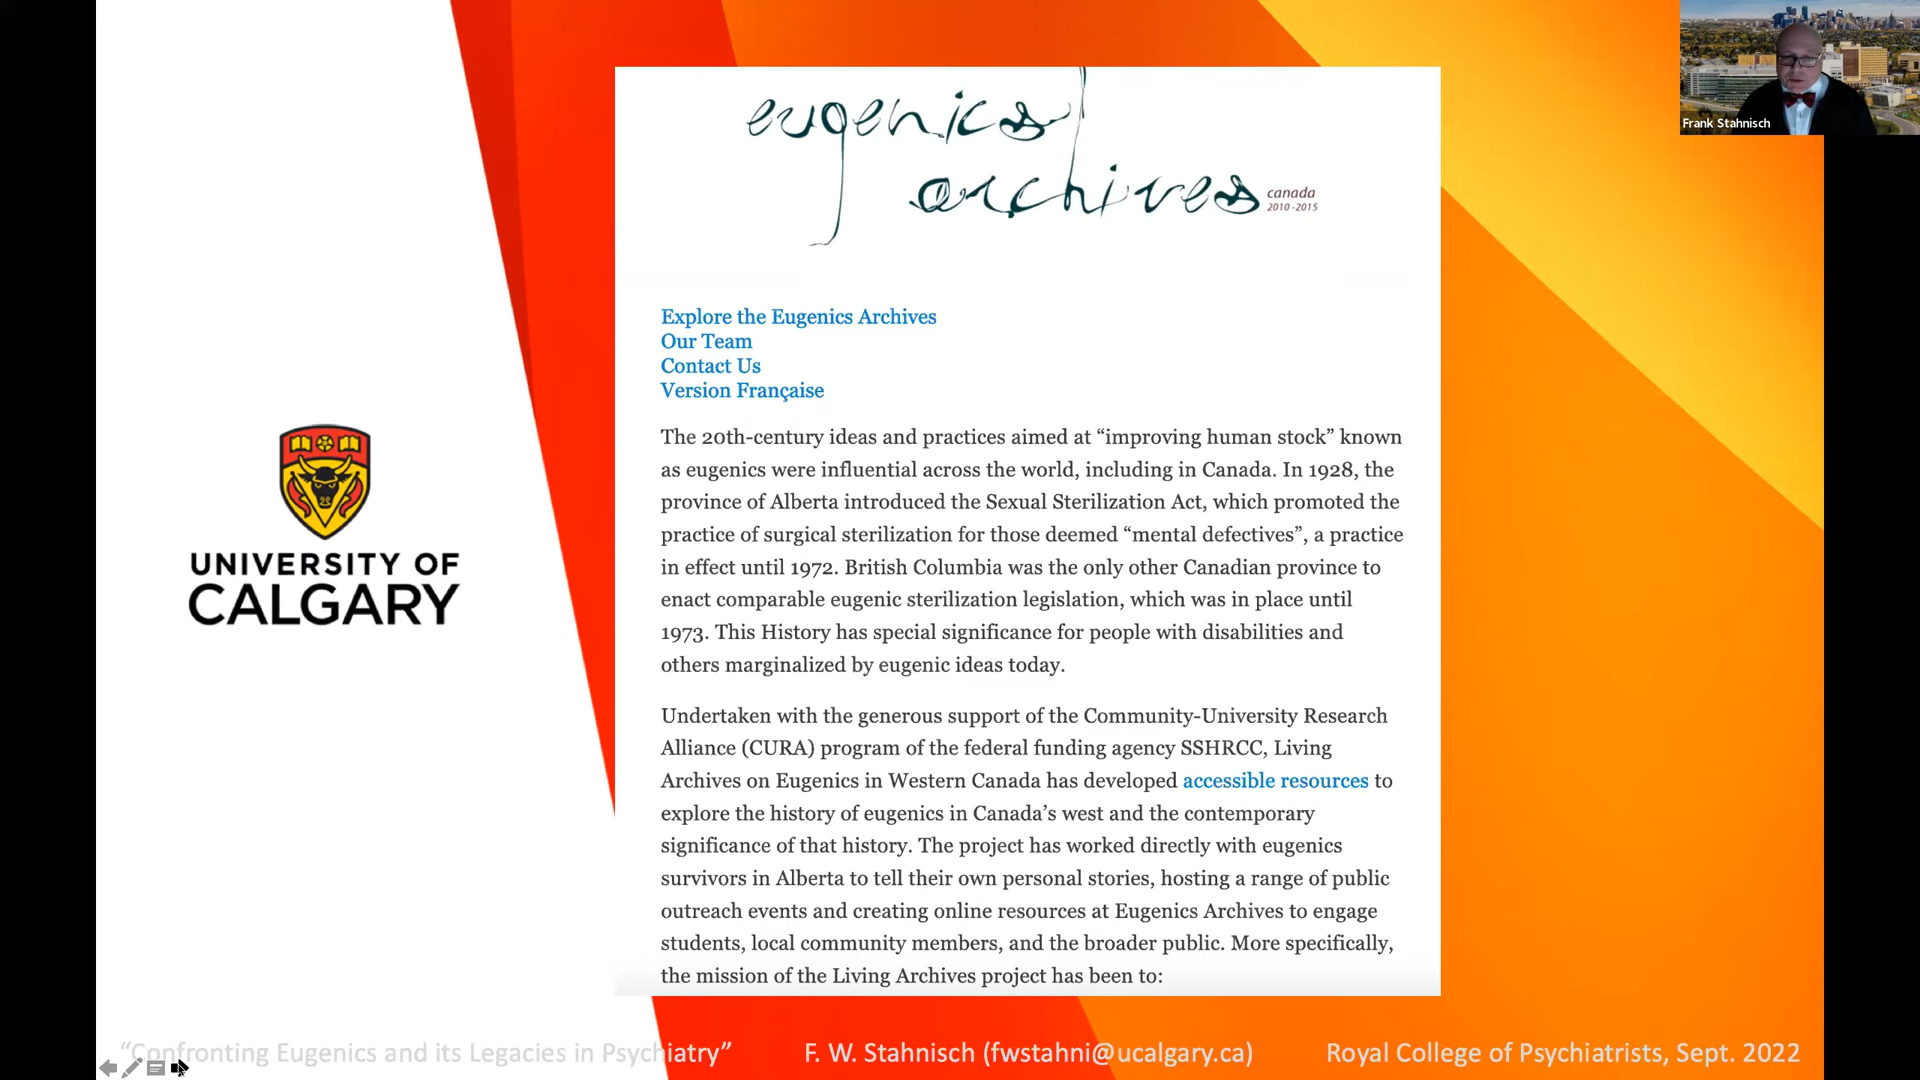 eugenics
archives
canada
2010-2015
Frank Stahnisch
Explore the Eugenics Archives
Our Team
Contact Us
Version Française
The 20th-century ideas and practices aimed at “improving human stock” known
as eugenics were influential across the world, including in Canada. In 1928, the
province of Alberta introduced the Sexual Sterilization Act, which promoted the
practice of surgical sterilization for those deemed “mental defectives”, a practice
in effect until 1972. British Columbia was the only other Canadian province to
enact comparable eugenic sterilization legislation, which was in place until
1973. This History has special significance for people with disabilities and
others marginalized by eugenic ideas today.
UNIVERSITY OF
CALGARY
Undertaken with the generous support of the Community-University Research
Alliance (CURA) program of the federal funding agency SSHRCC, Living
Archives on Eugenics in Western Canada has developed accessible resources to
explore the history of eugenics in Canada’s west and the contemporary
significance of that history. The project has worked directly with eugenics
survivors in Alberta to tell their own personal stories, hosting a range of public
outreach events and creating online resources at Eugenics Archives to engage
students, local community members, and the broader public. More specifically,
the mission of the Living Archives project has been to:
“Confronting Eugenics and its Legacies in Psychiatry”
F. W. Stahnisch (fwstahni@ucalgary.ca)
Royal College of Psychiatrists, Sept. 2022